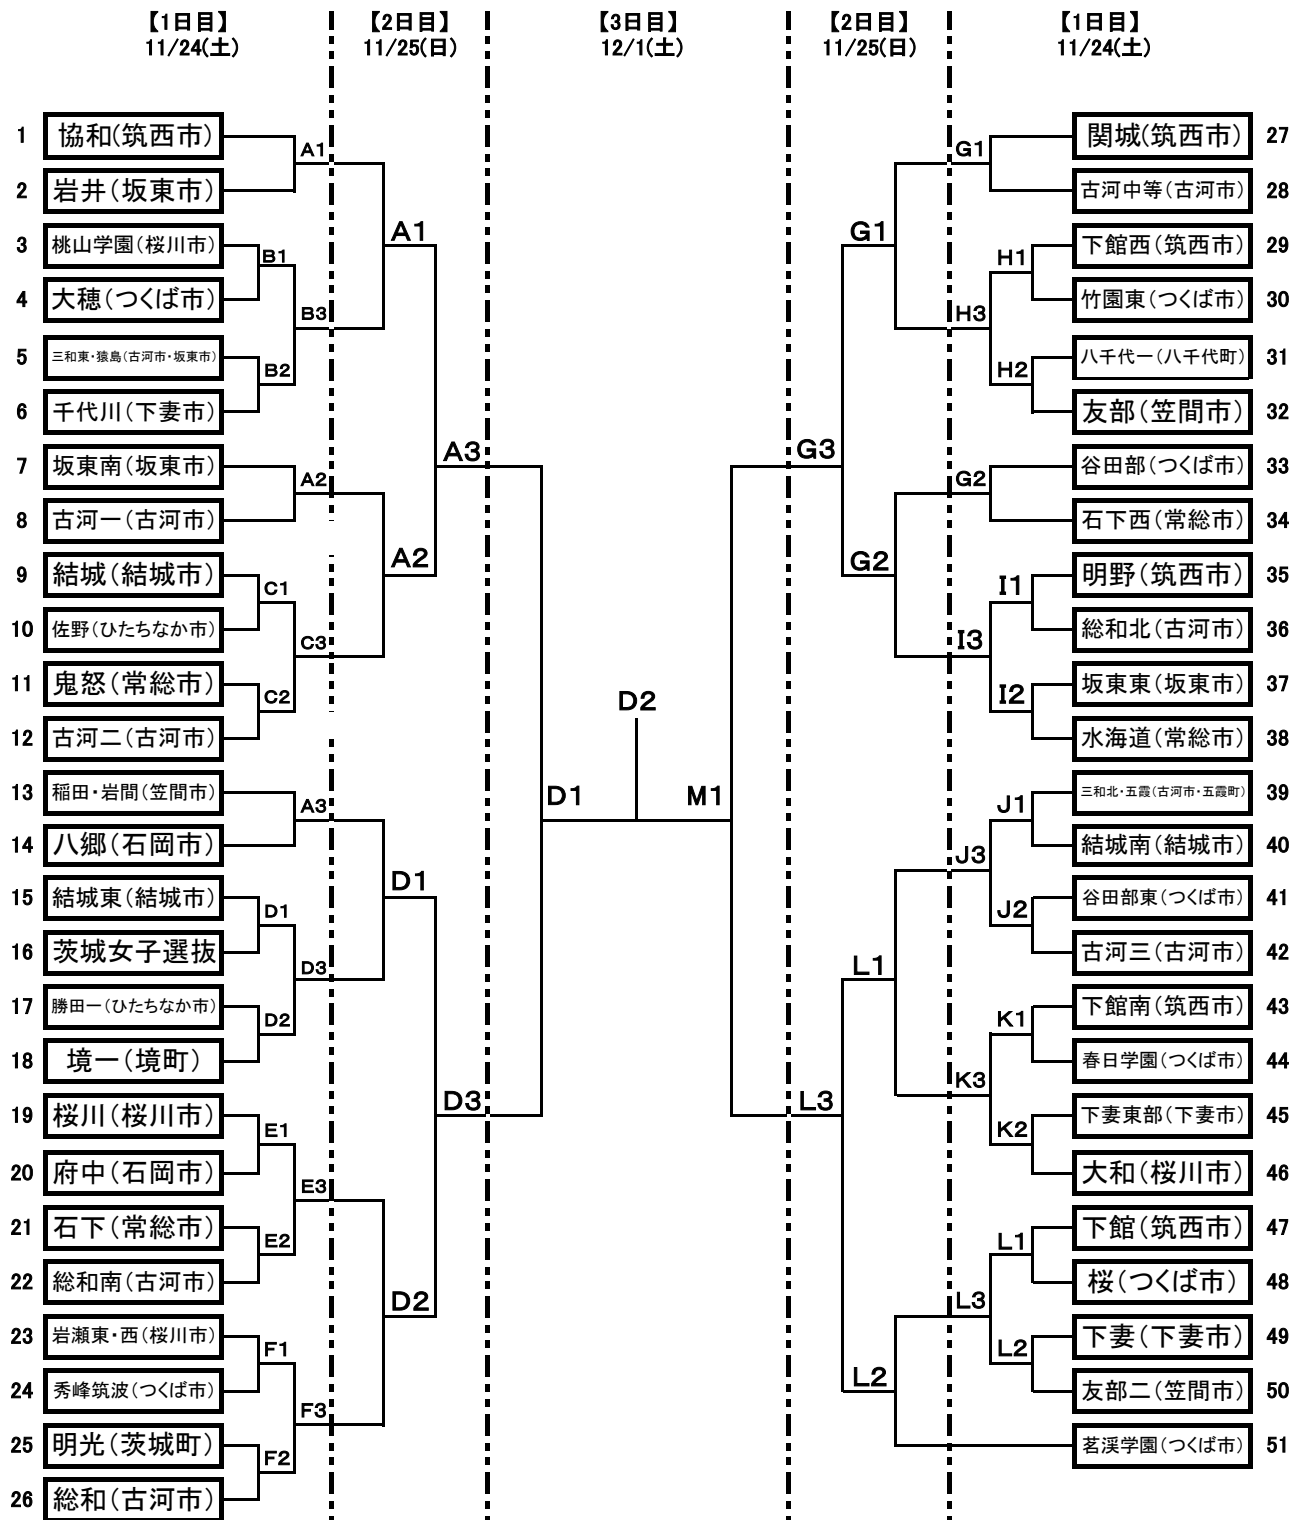 【1日目】
11/24(土)
【2日目】
11/25(日)
【3日目】
12/1(土)
【2日目】
11/25(日)
【1日目】
11/24(土)
1 協和(筑西市)
2 岩井(坂東市)
3 桃山学園(桜川市)
4 大穂(つくば市)
5 三和東・猿島(古河市・坂東市)
6 千代川(下妻市)
7 坂東南(坂東市)
8 古河一(古河市)
9 結城(結城市)
10 佐野(ひたちなか市)
11 鬼怒(常総市)
12 古河二(古河市)
13 稲田・岩間(笠間市)
14 八郷(石岡市)
15 結城東(結城市)
16 茨城女子選抜
17 勝田一(ひたちなか市)
18 境一(境町)
19 桜川(桜川市)
20 府中(石岡市)
21 石下(常総市)
22 総和南(古河市)
23 岩瀬東・西(桜川市)
24 秀峰筑波(つくば市)
25 明光(茨城町)
26 総和(古河市)
A1
B1
B3
B2
A2
C1
C3
C2
A3
D1
D3
D2
E1
E3
E2
F1
F3
F2
A1
A3
A2
D1
D3
D2
D1
D2
M1
G3
G1
G2
L1
L3
L2
G1
H1
H3
H2
G2
I1
I3
I2
J1
J3
J2
K1
K3
K2
L1
L3
L2
関城(筑西市) 27
古河中等(古河市) 28
下館西(筑西市) 29
竹園東(つくば市) 30
八千代一(八千代町) 31
友部(笠間市) 32
谷田部(つくば市) 33
石下西(常総市) 34
明野(筑西市) 35
総和北(古河市) 36
坂東東(坂東市) 37
水海道(常総市) 38
三和北・五霞(古河市・五霞町) 39
結城南(結城市) 40
谷田部東(つくば市) 41
古河三(古河市) 42
下館南(筑西市) 43
春日学園(つくば市) 44
下妻東部(下妻市) 45
大和(桜川市) 46
下館(筑西市) 47
桜(つくば市) 48
下妻(下妻市) 49
友部二(笠間市) 50
茗渓学園(つくば市) 51